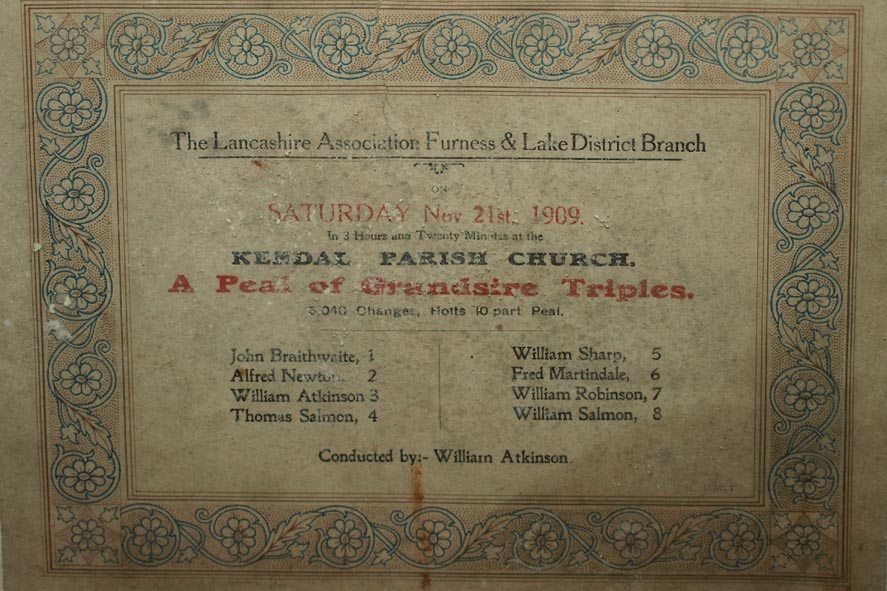 The Lancashire Association Furness & Lake District Branch
ON
SATURDAY Nov 21st. 1909.
In 3 Hours and Twenty Minutes at the
KENDAL PARISH CHURCH.
A Peal of Grandsire Triples.
5,040 Changes, Holts 10 part Peal.
John Braithwaite, 1
Alfred Newton, 2
William Atkinson 3
Thomas Salmon, 4
William Sharp, 5
Fred Martindale, 6
William Robinson, 7
William Salmon, 8
Conducted by:- William Atkinson.